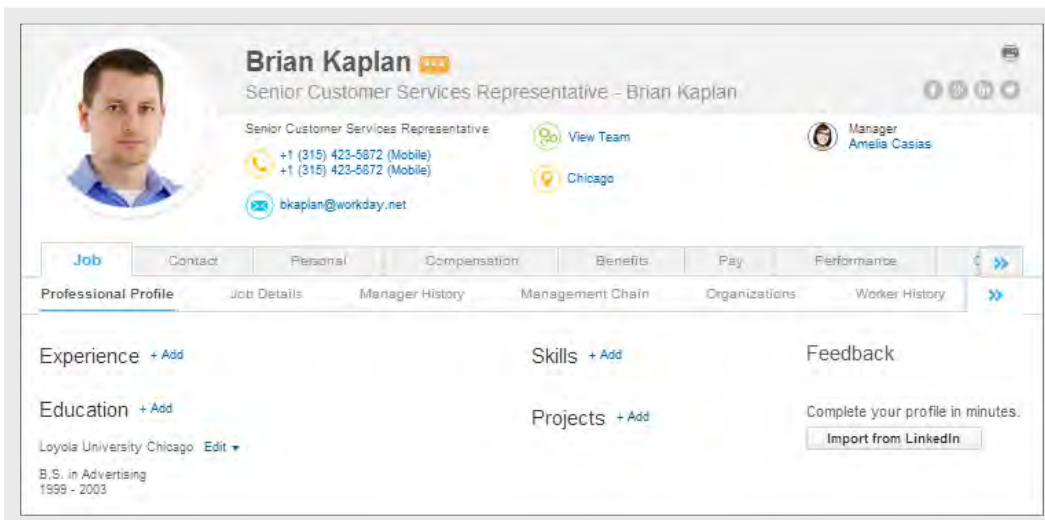 Brian Kaplan
Senior Customer Services Representative - Brian Kaplan
Senior Customer Services Representative
+1 (315) 423-5872 (Mobile)
+1 (315) 423-5872 (Mobile)
bkaplan@workday.net
View Team
Chicago
Manager
Amelia Casias
Job Contact Personal Compensation Benefits Pay Performance
Professional Profile Job Details Manager History Management Chain Organizations Worker History
Experience + Add
Education + Add
Loyola University Chicago Edit
B.S. in Advertising
1999 - 2003
Skills + Add
Projects + Add
Feedback
Complete your profile in minutes.
Import from LinkedIn